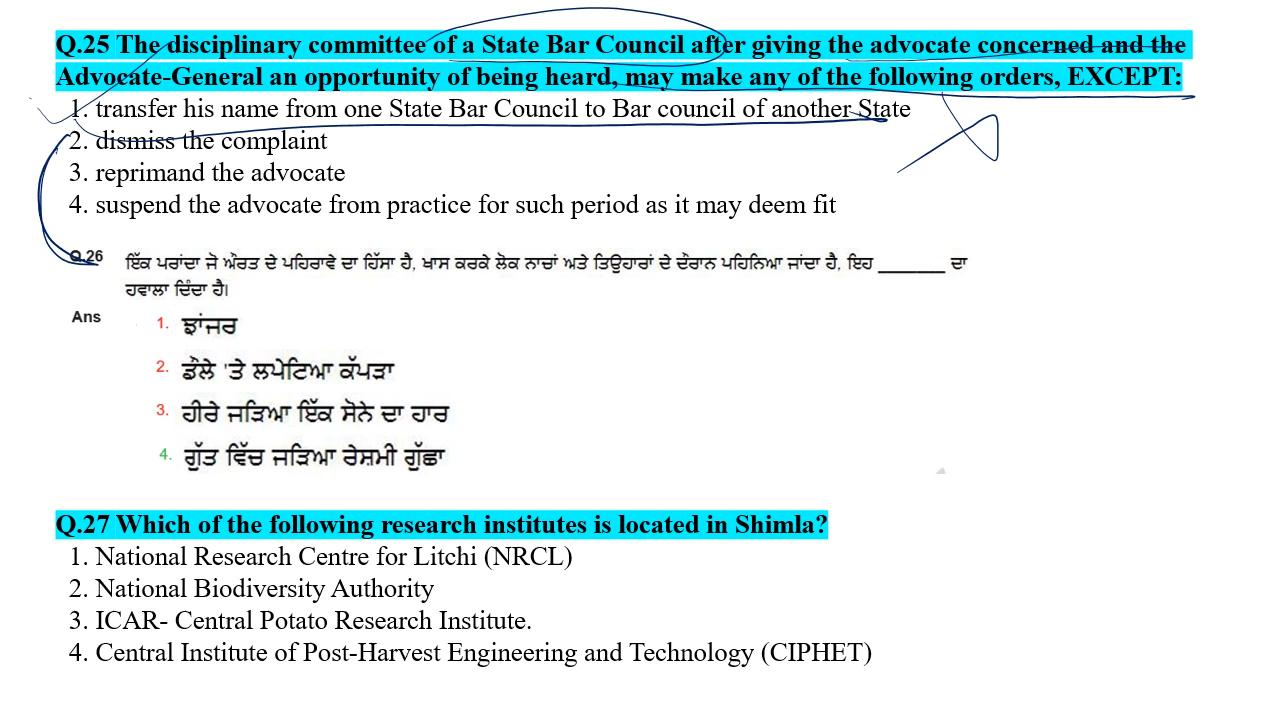 Q.25 The disciplinary committee of a State Bar Council after giving the advocate concerned and the
Advocate-General an opportunity of being heard, may make any of the following orders, EXCEPT:
1. transfer his name from one State Bar Council to Bar council of another State
2. dismiss the complaint
3. reprimand the advocate
4. suspend the advocate from practice for such period as it may deem fit
Q.26 ਇੱਕ ਪਰਾਂਦਾ ਜੋ ਔਰਤ ਦੇ ਪਹਿਰਾਵੇ ਦਾ ਹਿੱਸਾ ਹੈ, ਖਾਸ ਕਰਕੇ ਲੋਕ ਨਾਚਾਂ ਅਤੇ ਤਿਉਹਾਰਾਂ ਦੇ ਦੌਰਾਨ ਪਹਿਨਿਆ ਜਾਂਦਾ ਹੈ, ਇਹ _______ ਦਾ
ਹਵਾਲਾ ਦਿੰਦਾ ਹੈ।
Ans 1. ਝਾਂਜਰ
2. ਡੌਲੇ 'ਤੇ ਲਪੇਟਿਆ ਕੱਪੜਾ
3. ਹੀਰੇ ਜੜਿਆ ਇੱਕ ਸੋਨੇ ਦਾ ਹਾਰ
4. ਗੁੱਤ ਵਿੱਚ ਜੜਿਆ ਰੇਸ਼ਮੀ ਗੁੱਛਾ
Q.27 Which of the following research institutes is located in Shimla?
1. National Research Centre for Litchi (NRCL)
2. National Biodiversity Authority
3. ICAR- Central Potato Research Institute.
4. Central Institute of Post-Harvest Engineering and Technology (CIPHET)